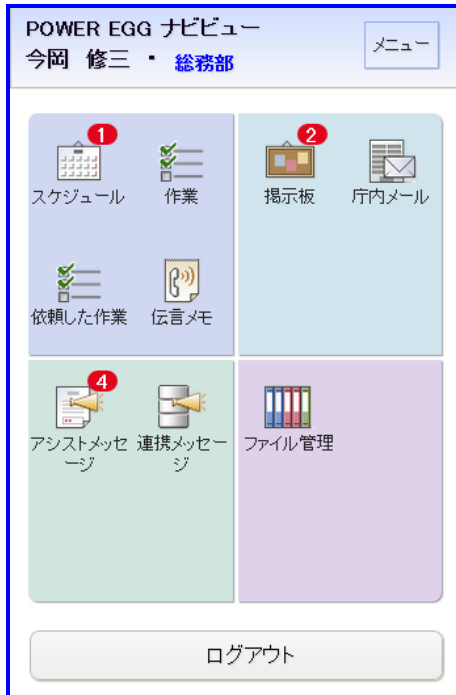 POWER EGG ナビビュー
メニュー
今岡 修三 ・ 総務部
1
2
スケジュール 作業 掲示板 庁内メール
依頼した作業 伝言メモ
4
アシストメッセ 連携メッセー ファイル管理
ージ ジ
ログアウト